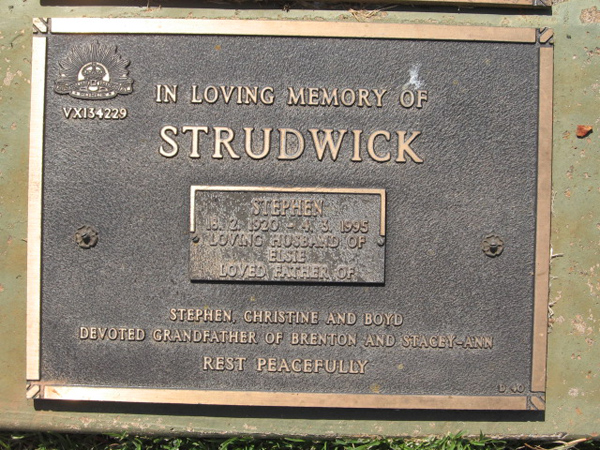 VX134229
IN LOVING MEMORY OF
STRUDWICK
STEPHEN
18. 2. 1920 - 4. 3. 1995
LOVING HUSBAND OF
ELSIE
LOVED FATHER OF
STEPHEN, CHRISTINE AND BOYD
DEVOTED GRANDFATHER OF BRENTON AND STACEY-ANN
REST PEACEFULLY